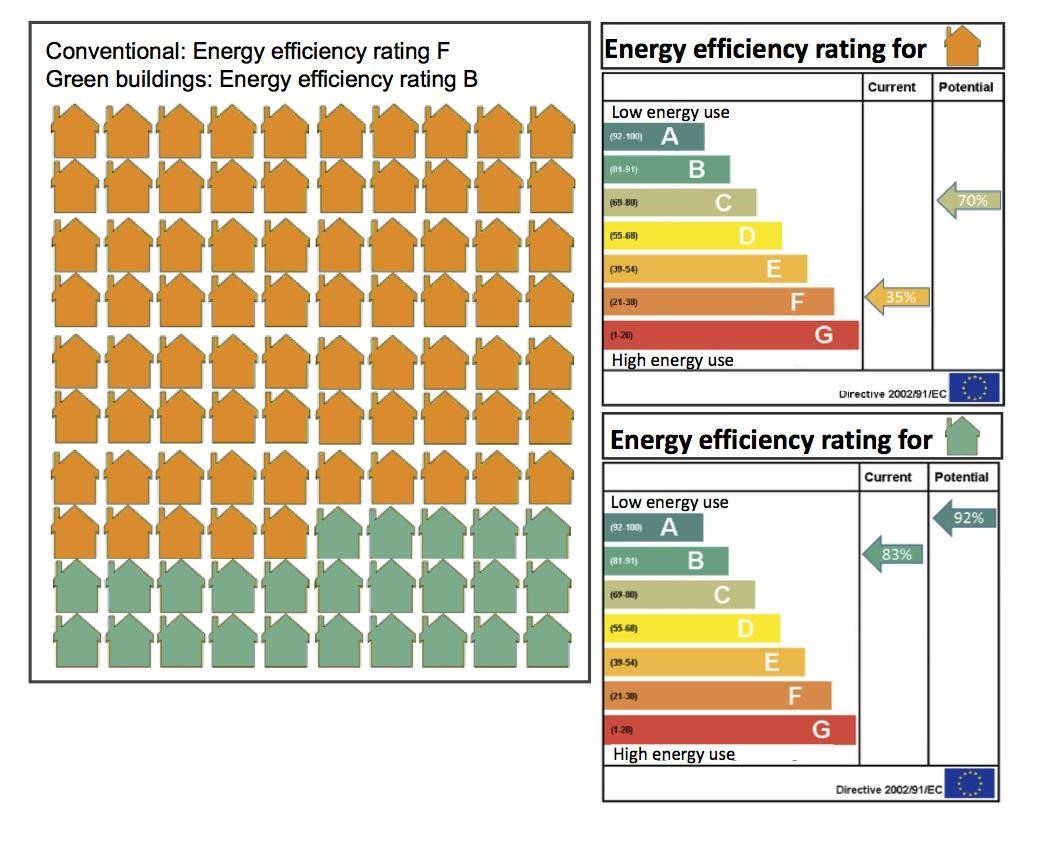 Conventional: Energy efficiency rating F
Green buildings: Energy efficiency rating B
Energy efficiency rating for
Current Potential
Low energy use
(92-100) A
(81-91) B
(69-80) C
70%
(55-68) D
(39-54) E
(21-38) F
35%
(1-20) G
High energy use
Directive 2002/91/EC
Energy efficiency rating for
Current Potential
Low energy use
(92-100) A
92%
(81-91) B
83%
(69-80) C
(55-68) D
(39-54) E
(21-38) F
(1-20) G
High energy use
Directive 2002/91/EC